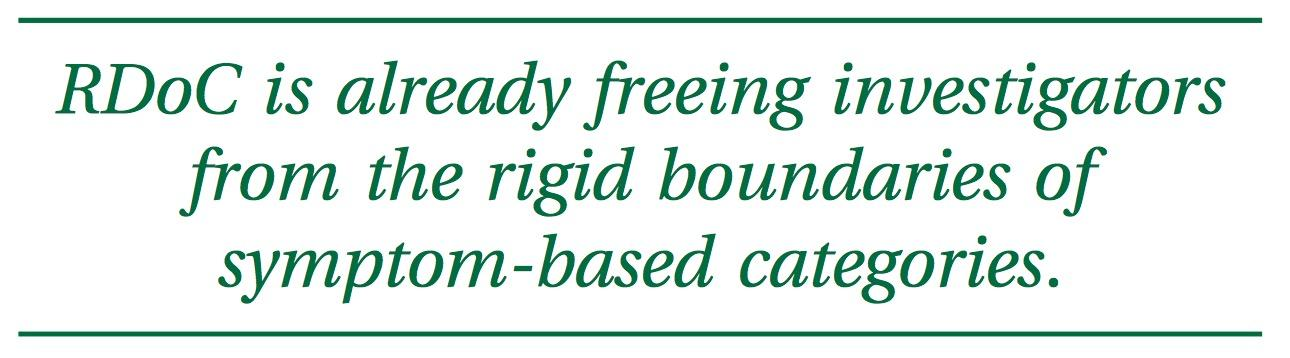 RDoC is already freeing investigators
from the rigid boundaries of
symptom-based categories.